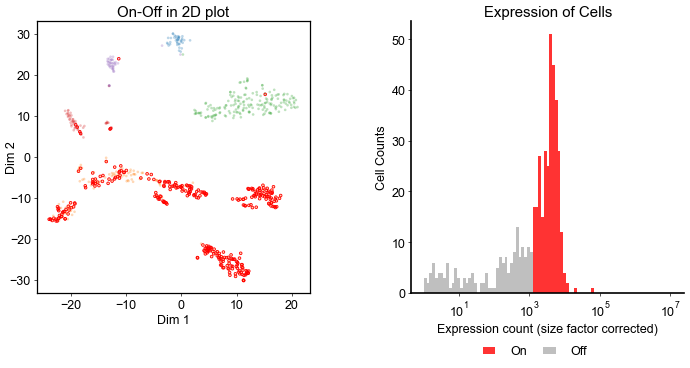 On-Off in 2D plot
30
20
10
0
−10
−20
−30
Dim 2
−20
−10
0
10
20
Dim 1
Expression of Cells
50
40
30
20
10
0
Cell Counts
10^1
10^3
10^5
10^7
Expression count (size factor corrected)
On
Off